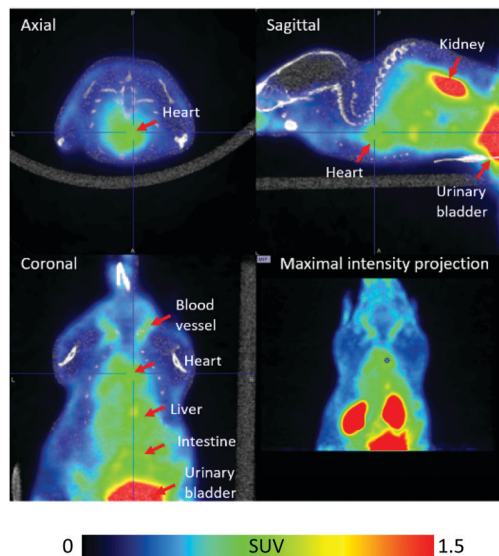 Axial
P
L
Heart
A
Sagittal
P
Kidney
Heart
Urinary
bladder
A
Coronal
Blood
vessel
Heart
L
Liver
Intestine
Urinary
bladder
Maximal intensity projection
0
SUV
1.5